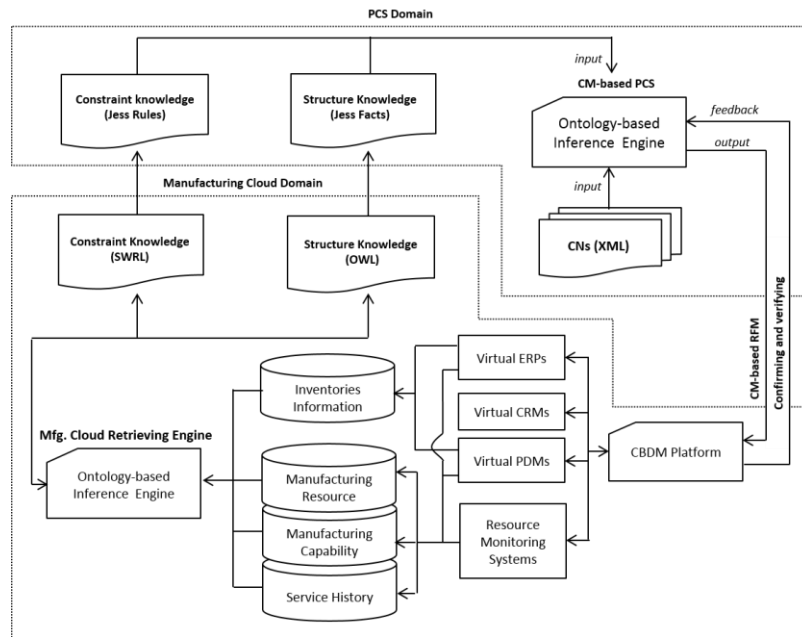 PCS Domain
input
CM-based PCS
Constraint knowledge
(Jess Rules)
Structure Knowledge
(Jess Facts)
Ontology-based
Inference Engine
feedback
output
input
CNs (XML)
Manufacturing Cloud Domain
Constraint Knowledge
(SWRL)
Structure Knowledge
(OWL)
CM-based RFM
Confirming and verifying
Virtual ERPs
Inventories
Information
Virtual CRMs
Mfg. Cloud Retrieving Engine
Ontology-based
Inference Engine
Manufacturing
Resource
Virtual PDMs
CBDM Platform
Manufacturing
Capability
Resource
Monitoring
Systems
Service History